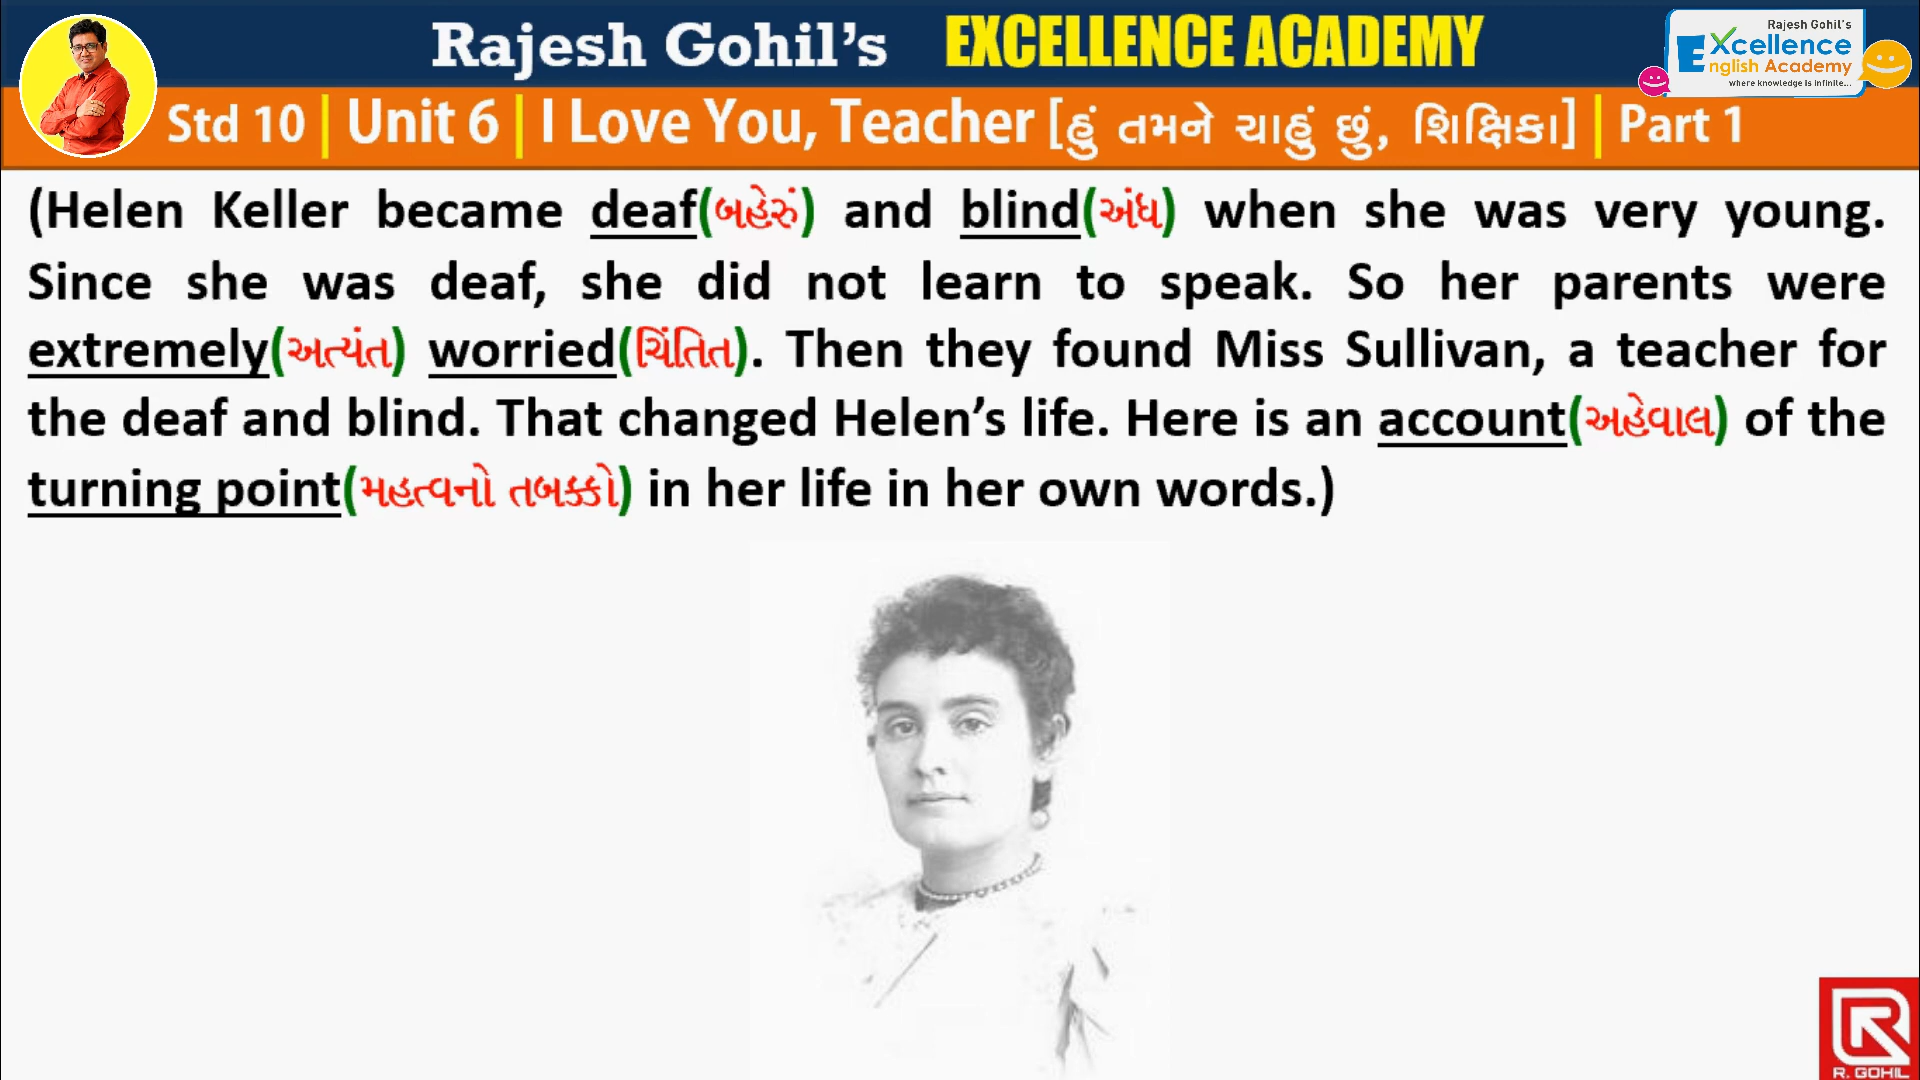 Rajesh Gohil's EXCELLENCE ACADEMY
Rajesh Gohil's
Excellence
English Academy
where knowledge is infinite...
Std 10 | Unit 6 | I Love You, Teacher [હું તમને ચાહું છું, શિક્ષિકા] | Part 1
(Helen Keller became deaf(બહેરું) and blind(અંધ) when she was very young.
Since she was deaf, she did not learn to speak. So her parents were
extremely(અત્યંત) worried(ચિંતિત). Then they found Miss Sullivan, a teacher for
the deaf and blind. That changed Helen’s life. Here is an account(અહેવાલ) of the
turning point(મહત્વનો તબક્કો) in her life in her own words.)
R. GOHIL